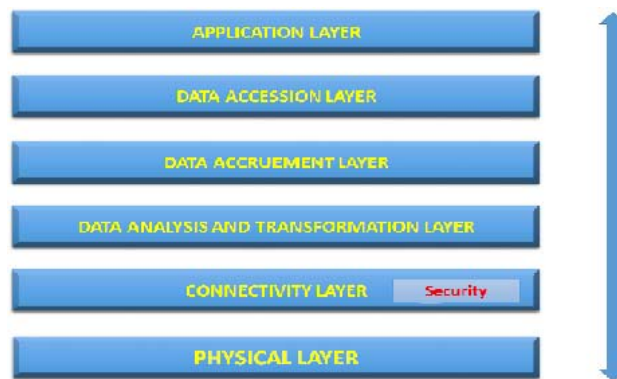 APPLICATION LAYER
DATA ACCESSION LAYER
DATA ACCRUEMENT LAYER
DATA ANALYSIS AND TRANSFORMATION LAYER
CONNECTIVITY LAYER Security
PHYSICAL LAYER